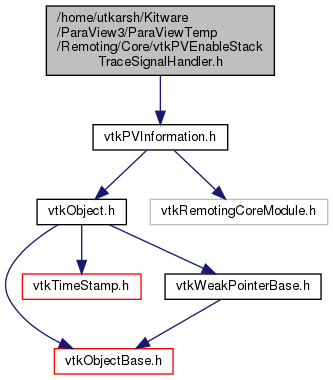 /home/utkarsh/Kitware
/ParaView3/ParaViewTemp
/Remoting/Core/vtkPVEnableStack
TraceSignalHandler.h
vtkPVInformation.h
vtkObject.h
vtkRemotingCoreModule.h
vtkTimeStamp.h
vtkWeakPointerBase.h
vtkObjectBase.h